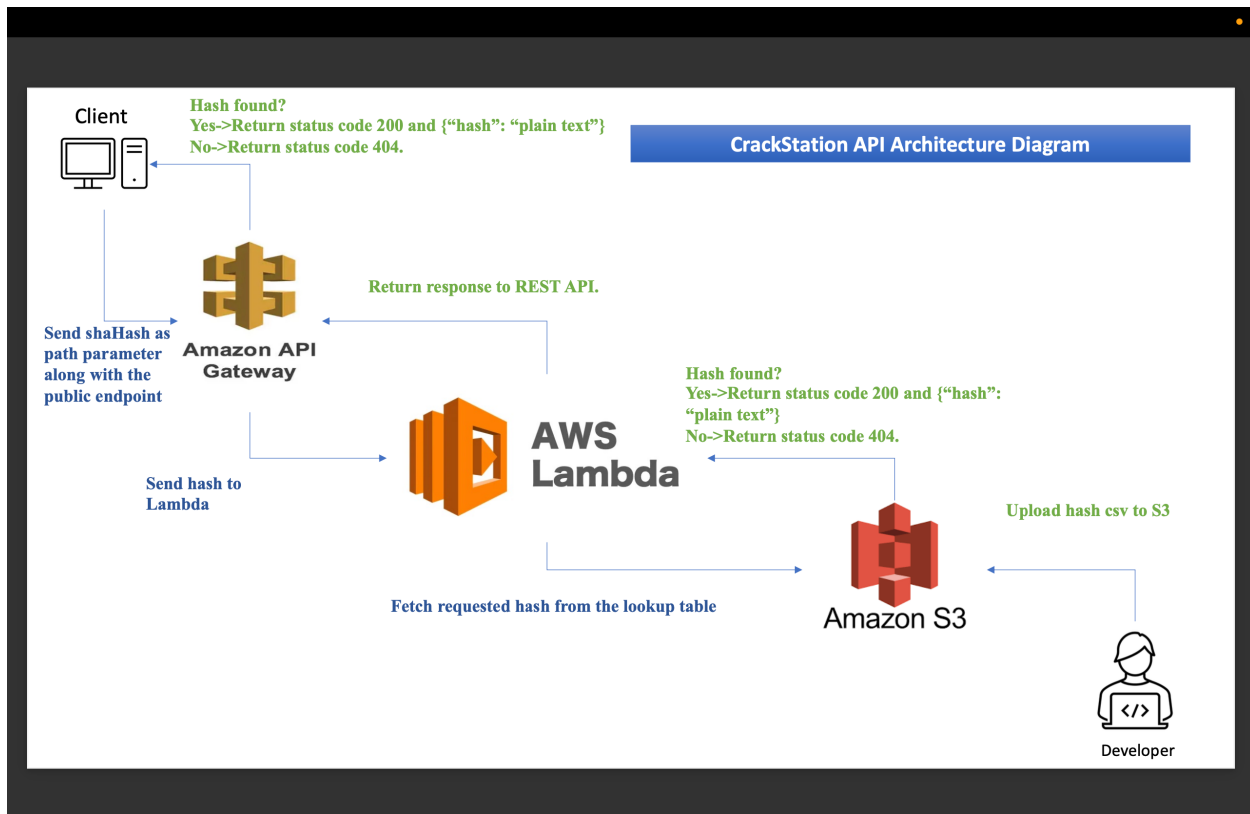 Client
Hash found?
Yes->Return status code 200 and {“hash”: “plain text”}
No->Return status code 404.
CrackStation API Architecture Diagram
Return response to REST API.
Send shaHash as
path parameter
along with the
public endpoint
Amazon API
Gateway
Hash found?
Yes->Return status code 200 and {“hash”:
“plain text”}
No->Return status code 404.
AWS
Lambda
Send hash to
Lambda
Upload hash csv to S3
Fetch requested hash from the lookup table
Amazon S3
</>
Developer